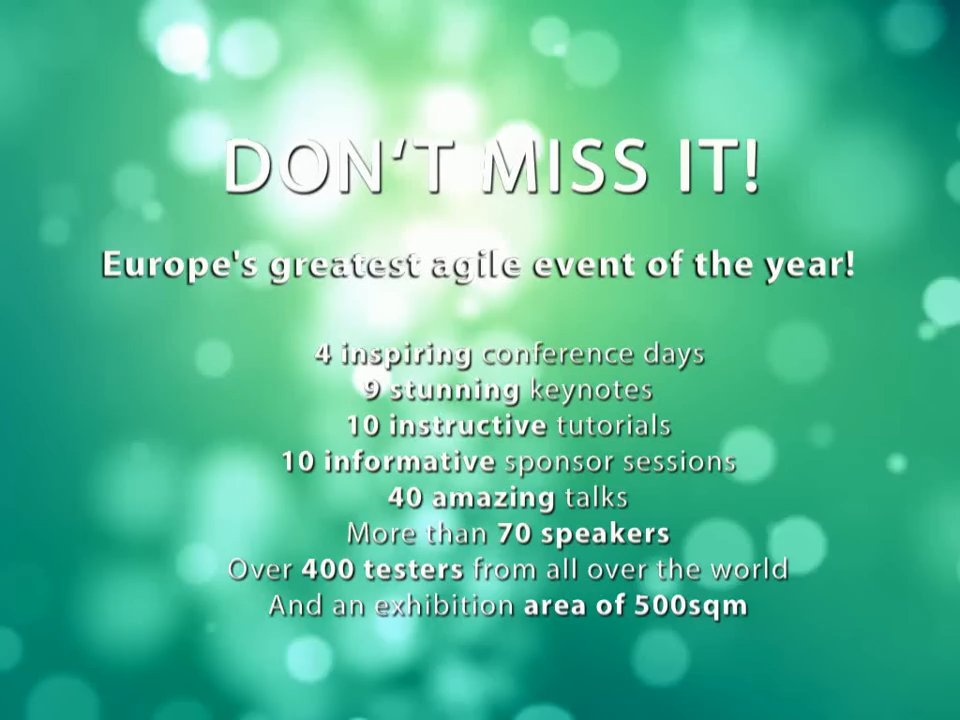 DON‘T MISS IT!
Europe's greatest agile event of the year!
4 inspiring conference days
9 stunning keynotes
10 instructive tutorials
10 informative sponsor sessions
40 amazing talks
More than 70 speakers
Over 400 testers from all over the world
And an exhibition area of 500sqm